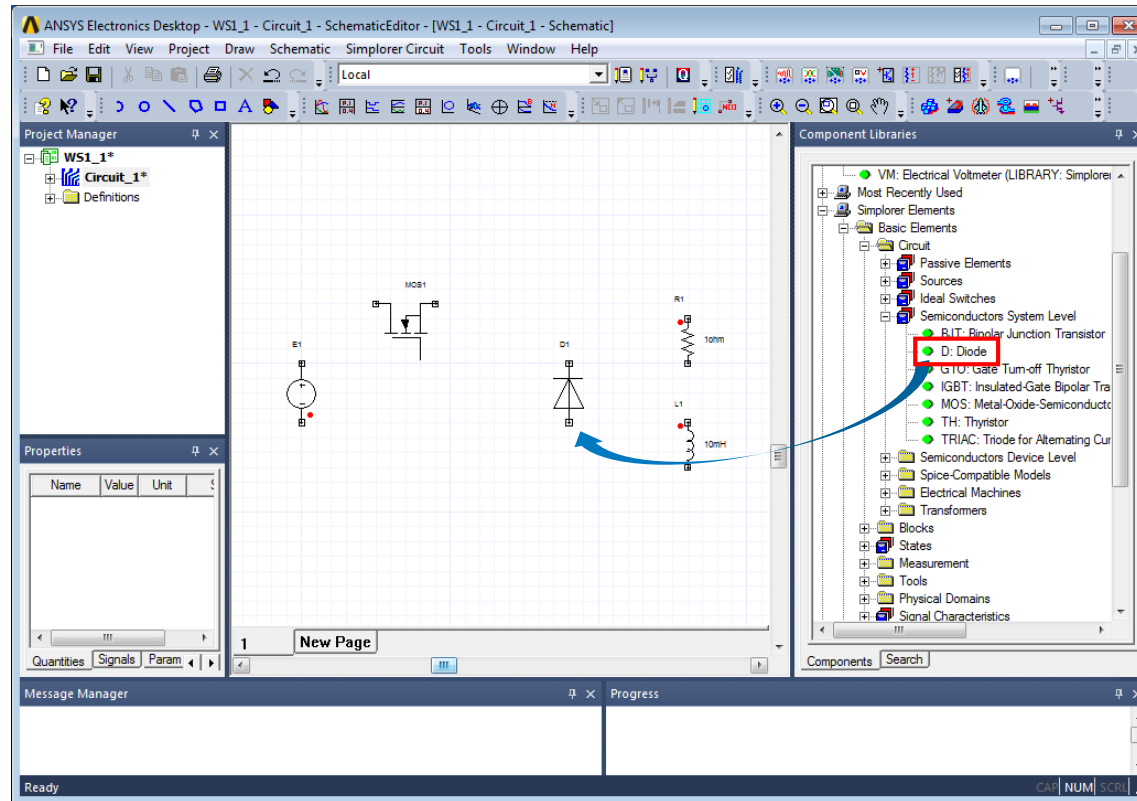 ANSYS Electronics Desktop - WS1_1 - Circuit_1 - SchematicEditor - [WS1_1 - Circuit_1 - Schematic]
File Edit View Project Draw Schematic Simplorer Circuit Tools Window Help
Local
Project Manager
WS1_1*
Circuit_1*
Definitions
Properties
Name Value Unit
Quantities Signals Param
MOS1
E1
D1
R1
1ohm
L1
10mH
1 New Page
Component Libraries
VM: Electrical Voltmeter (LIBRARY: Simplorer
Most Recently Used
Simplorer Elements
Basic Elements
Circuit
Passive Elements
Sources
Ideal Switches
Semiconductors System Level
BJT: Bipolar Junction Transistor
D: Diode
GTO: Gate Turn-off Thyristor
IGBT: Insulated-Gate Bipolar Tra
MOS: Metal-Oxide-Semiconductc
TH: Thyristor
TRIAC: Triode for Alternating Cur
Semiconductors Device Level
Spice-Compatible Models
Electrical Machines
Transformers
Blocks
States
Measurement
Tools
Physical Domains
Signal Characteristics
Components Search
Message Manager
Progress
Ready
CAP NUM SCRL